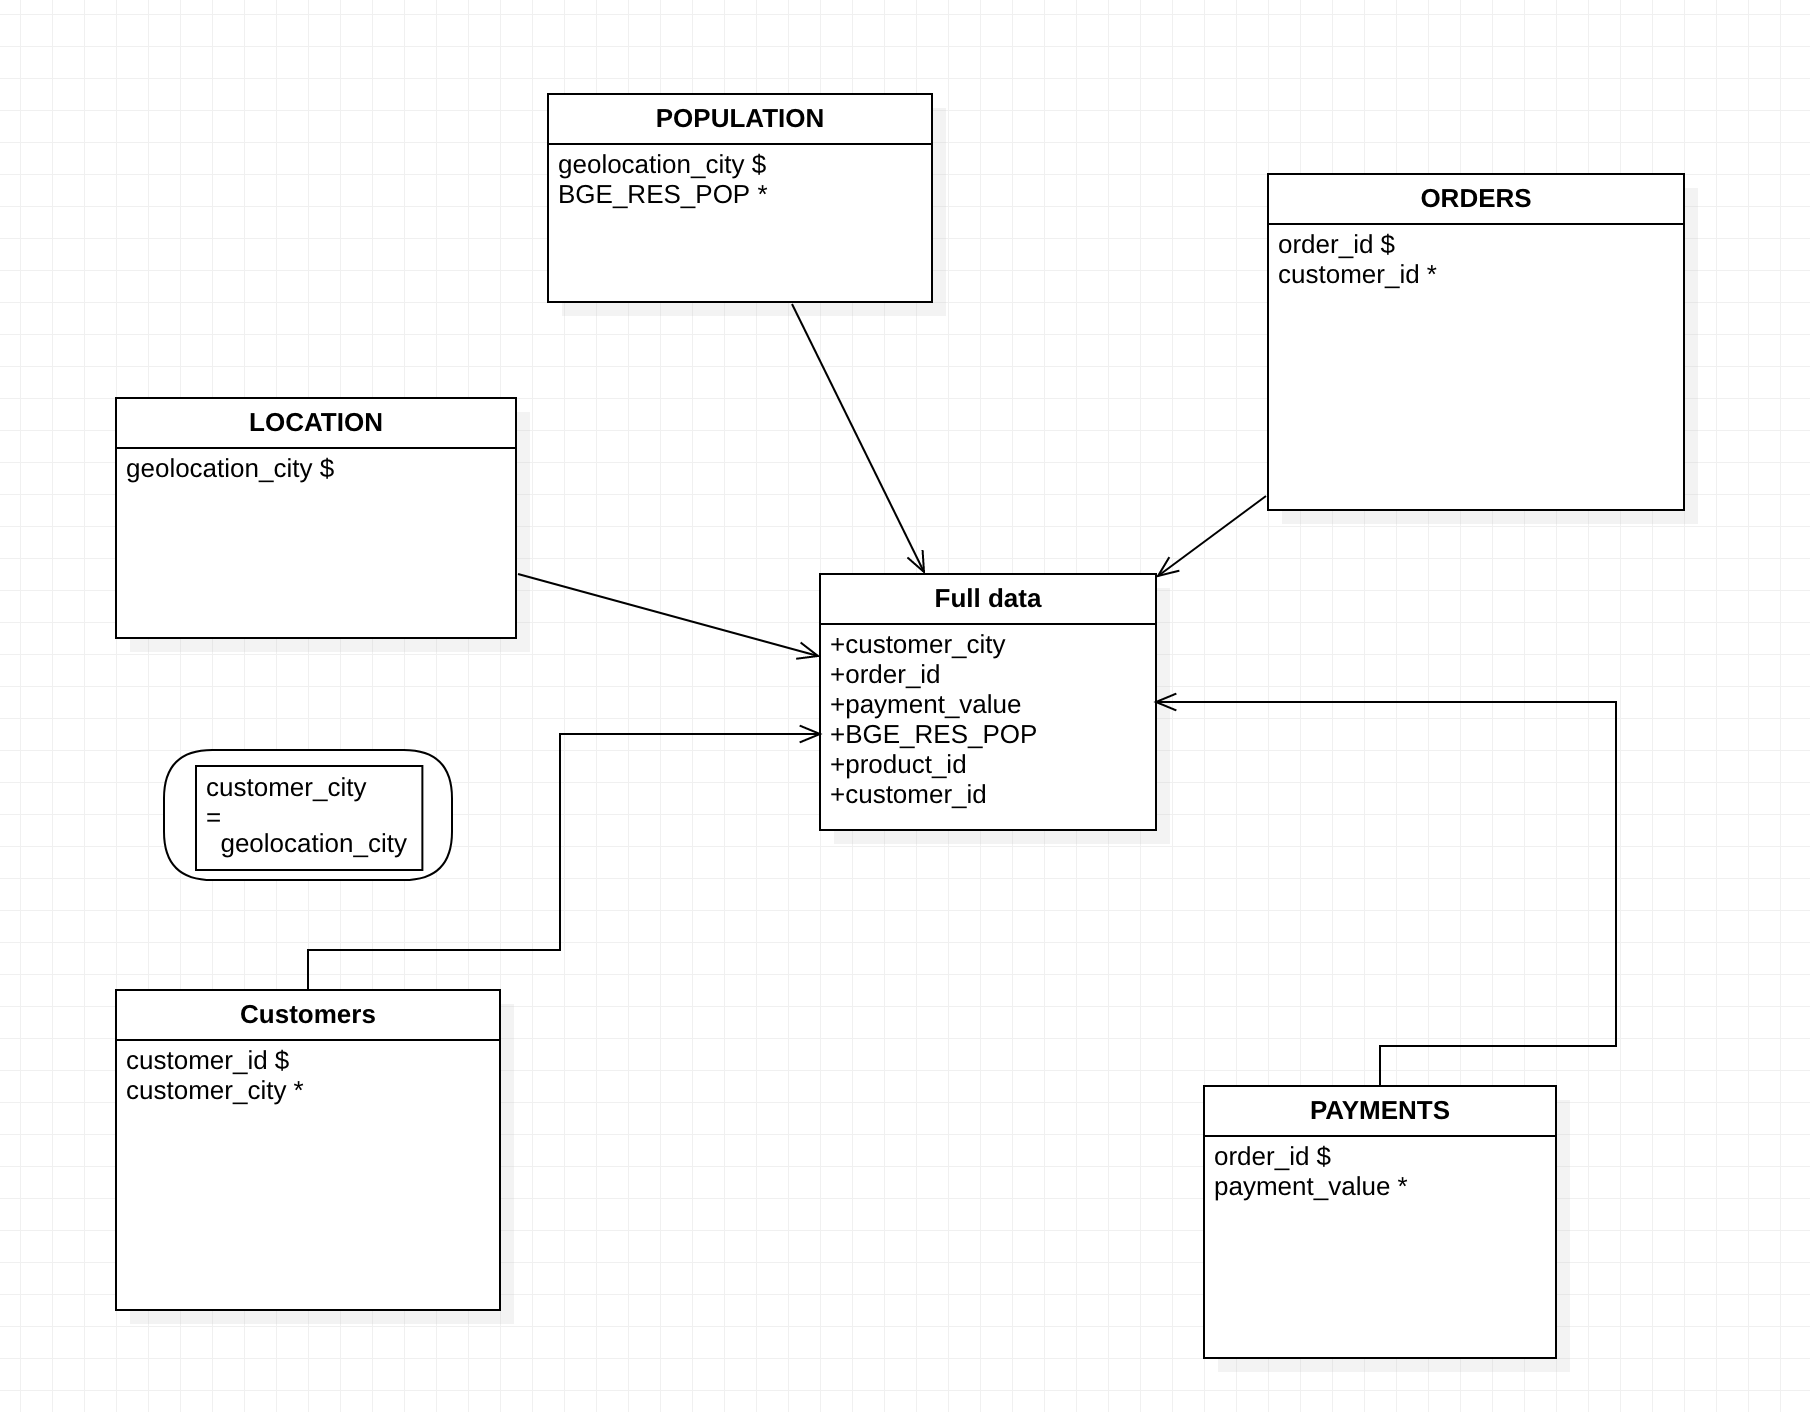 POPULATION
geolocation_city $
BGE_RES_POP *
ORDERS
order_id $
customer_id *
LOCATION
geolocation_city $
Full data
+customer_city
+order_id
+payment_value
+BGE_RES_POP
+product_id
+customer_id
customer_city
=
geolocation_city
Customers
customer_id $
customer_city *
PAYMENTS
order_id $
payment_value *